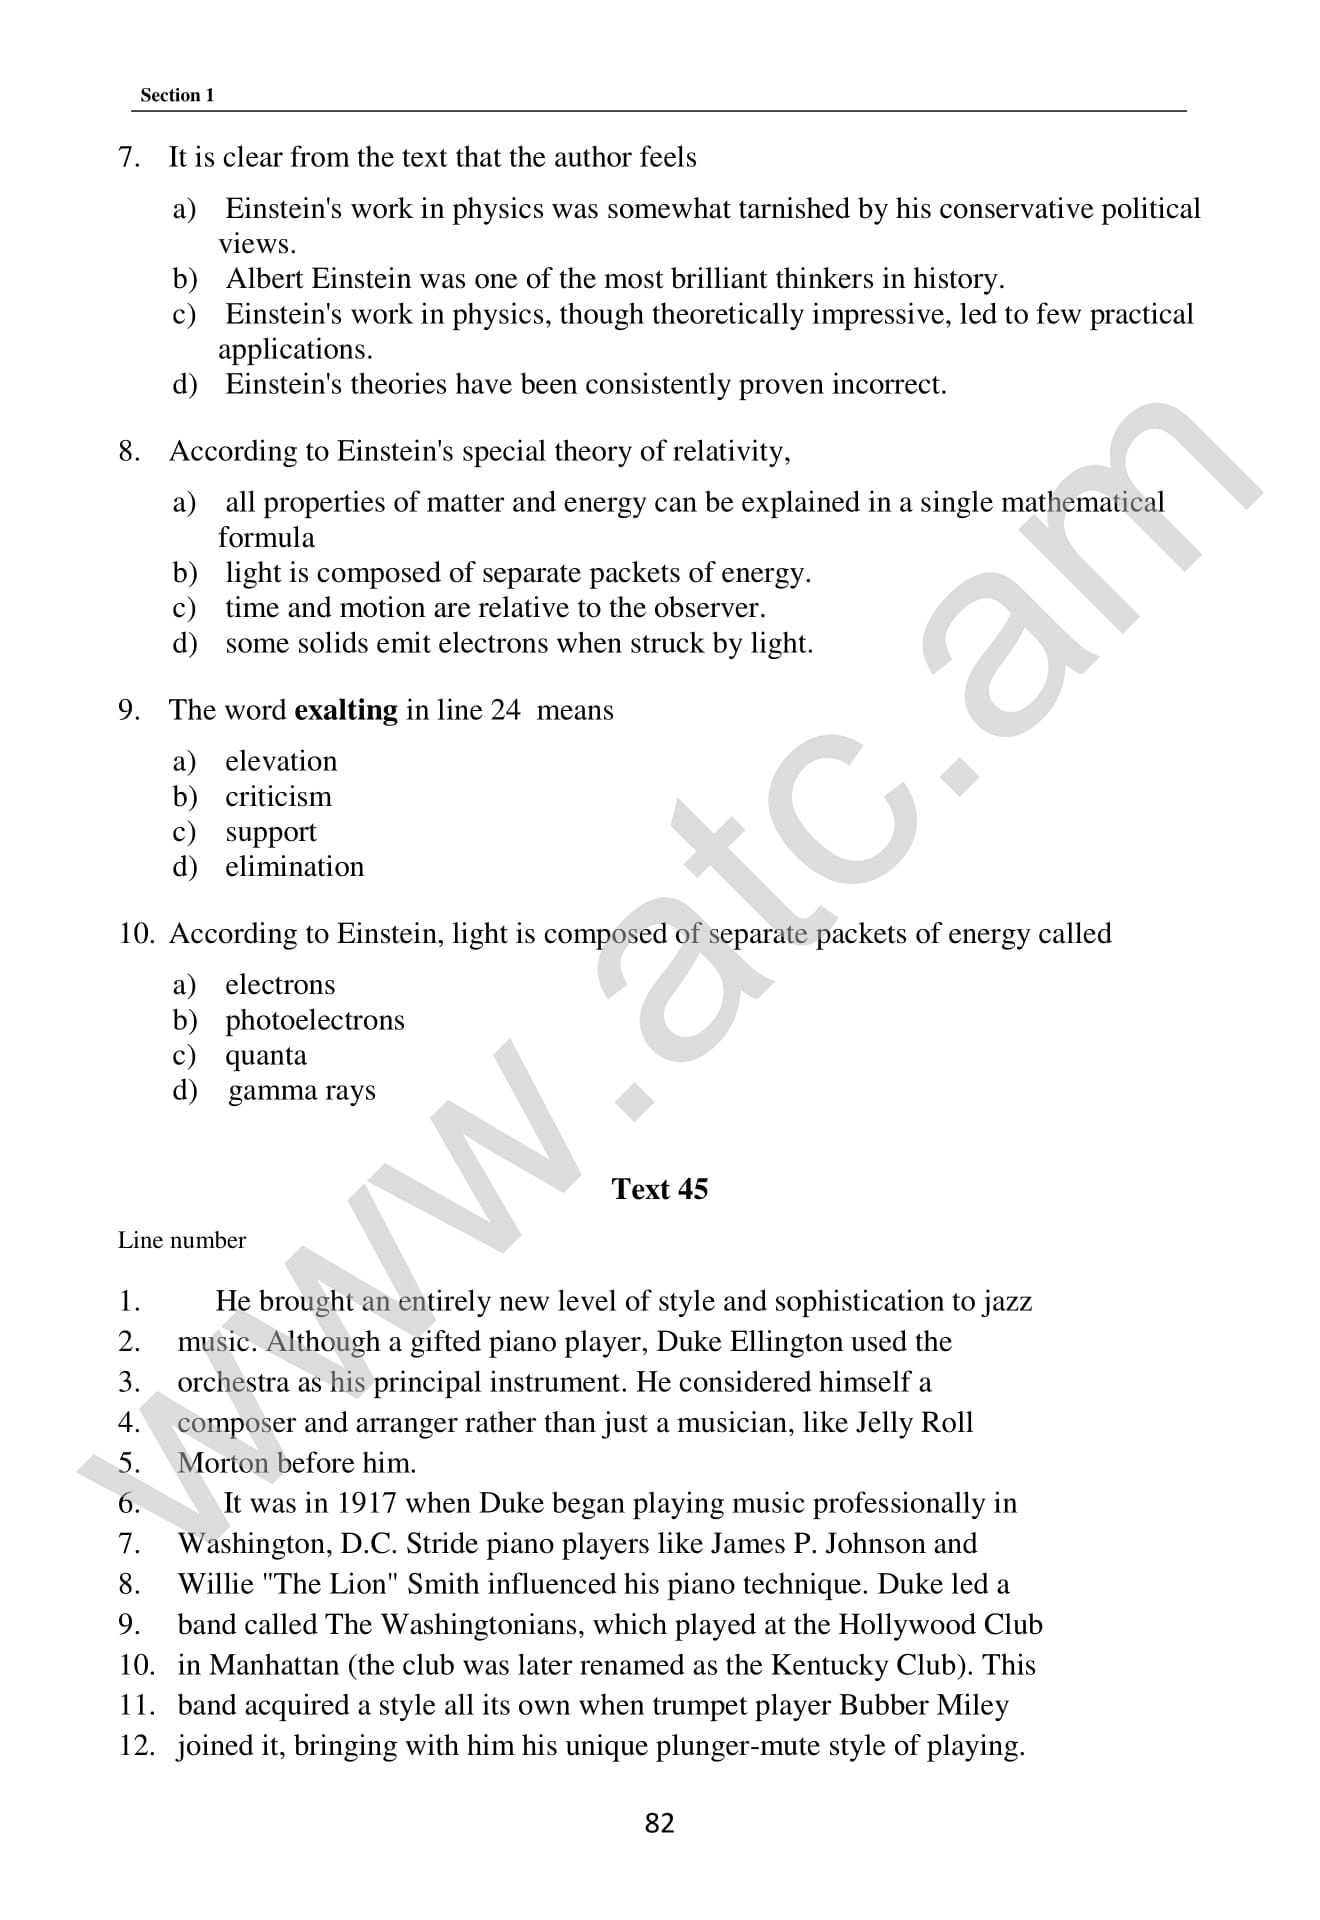 Section 1
7. It is clear from the text that the author feels
a) Einstein's work in physics was somewhat tarnished by his conservative political
views.
b) Albert Einstein was one of the most brilliant thinkers in history.
c) Einstein's work in physics, though theoretically impressive, led to few practical
applications.
d) Einstein's theories have been consistently proven incorrect.
8. According to Einstein's special theory of relativity,
a) all properties of matter and energy can be explained in a single mathematical
formula
b) light is composed of separate packets of energy.
c) time and motion are relative to the observer.
d) some solids emit electrons when struck by light.
9. The word exalting in line 24 means
a) elevation
b) criticism
c) support
d) elimination
10. According to Einstein, light is composed of separate packets of energy called
a) electrons
b) photoelectrons
c) quanta
d) gamma rays
Text 45
Line number
1. He brought an entirely new level of style and sophistication to jazz
2. music. Although a gifted piano player, Duke Ellington used the
3. orchestra as his principal instrument. He considered himself a
4. composer and arranger rather than just a musician, like Jelly Roll
5. Morton before him.
6. It was in 1917 when Duke began playing music professionally in
7. Washington, D.C. Stride piano players like James P. Johnson and
8. Willie "The Lion" Smith influenced his piano technique. Duke led a
9. band called The Washingtonians, which played at the Hollywood Club
10. in Manhattan (the club was later renamed as the Kentucky Club). This
11. band acquired a style all its own when trumpet player Bubber Miley
12. joined it, bringing with him his unique plunger-mute style of playing.
82
www.atc.am